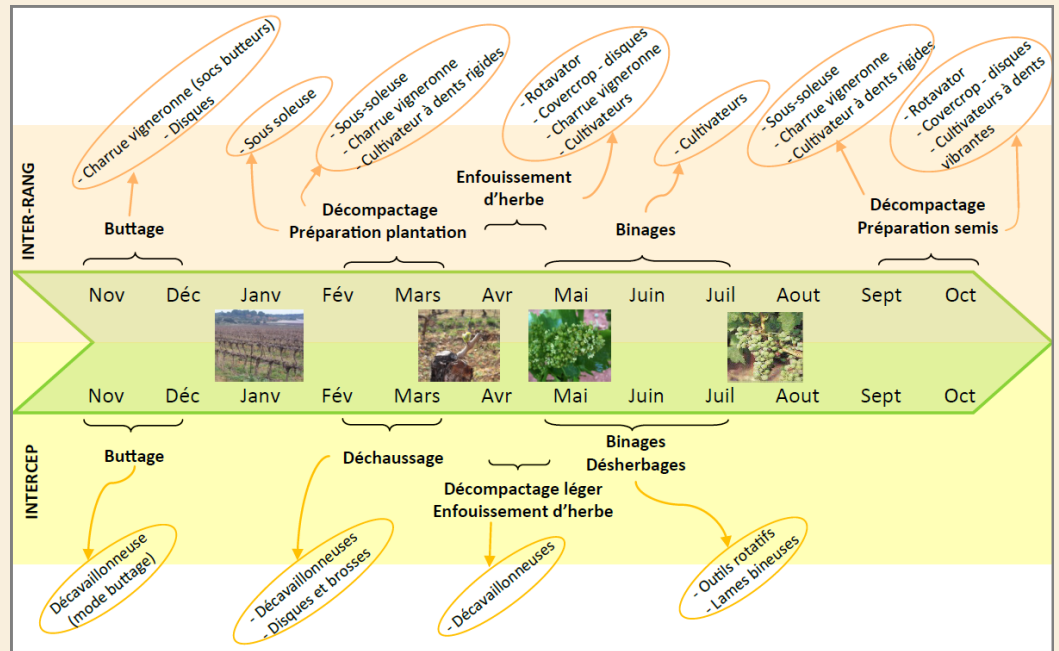 - Charrue vigneronne (socs butteurs)
- Disques
- Sous soleuse
- Sous-soleuse
- Charrue vigneronne
- Cultivateur à dents rigides
- Rotavator
- Covercrop - disques
- Charrue vigneronne
- Cultivateurs
- Cultivateurs
- Sous-soleuse
- Charrue vigneronne
- Cultivateur à dents rigides
- Rotavator
- Covercrop - disques
- Cultivateurs à dents
vibrantes
INTER-RANG
Buttage
Décompactage
Préparation plantation
Enfouissement
d'herbe
Binages
Décompactage
Préparation semis
Nov Déc Janv Fév Mars Avr Mai Juin Juil Aout Sept Oct
Nov Déc Janv Fév Mars Avr Mai Juin Juil Aout Sept Oct
INTERCEP
Buttage
Déchaussage
Décompactage léger
Enfouissement d'herbe
Binages
Désherbages
Décavaillonneuse
(mode buttage)
- Décavaillonneuses
- Disques et brosses
- Décavaillonneuses
- Outils rotatifs
- Lames bineuses